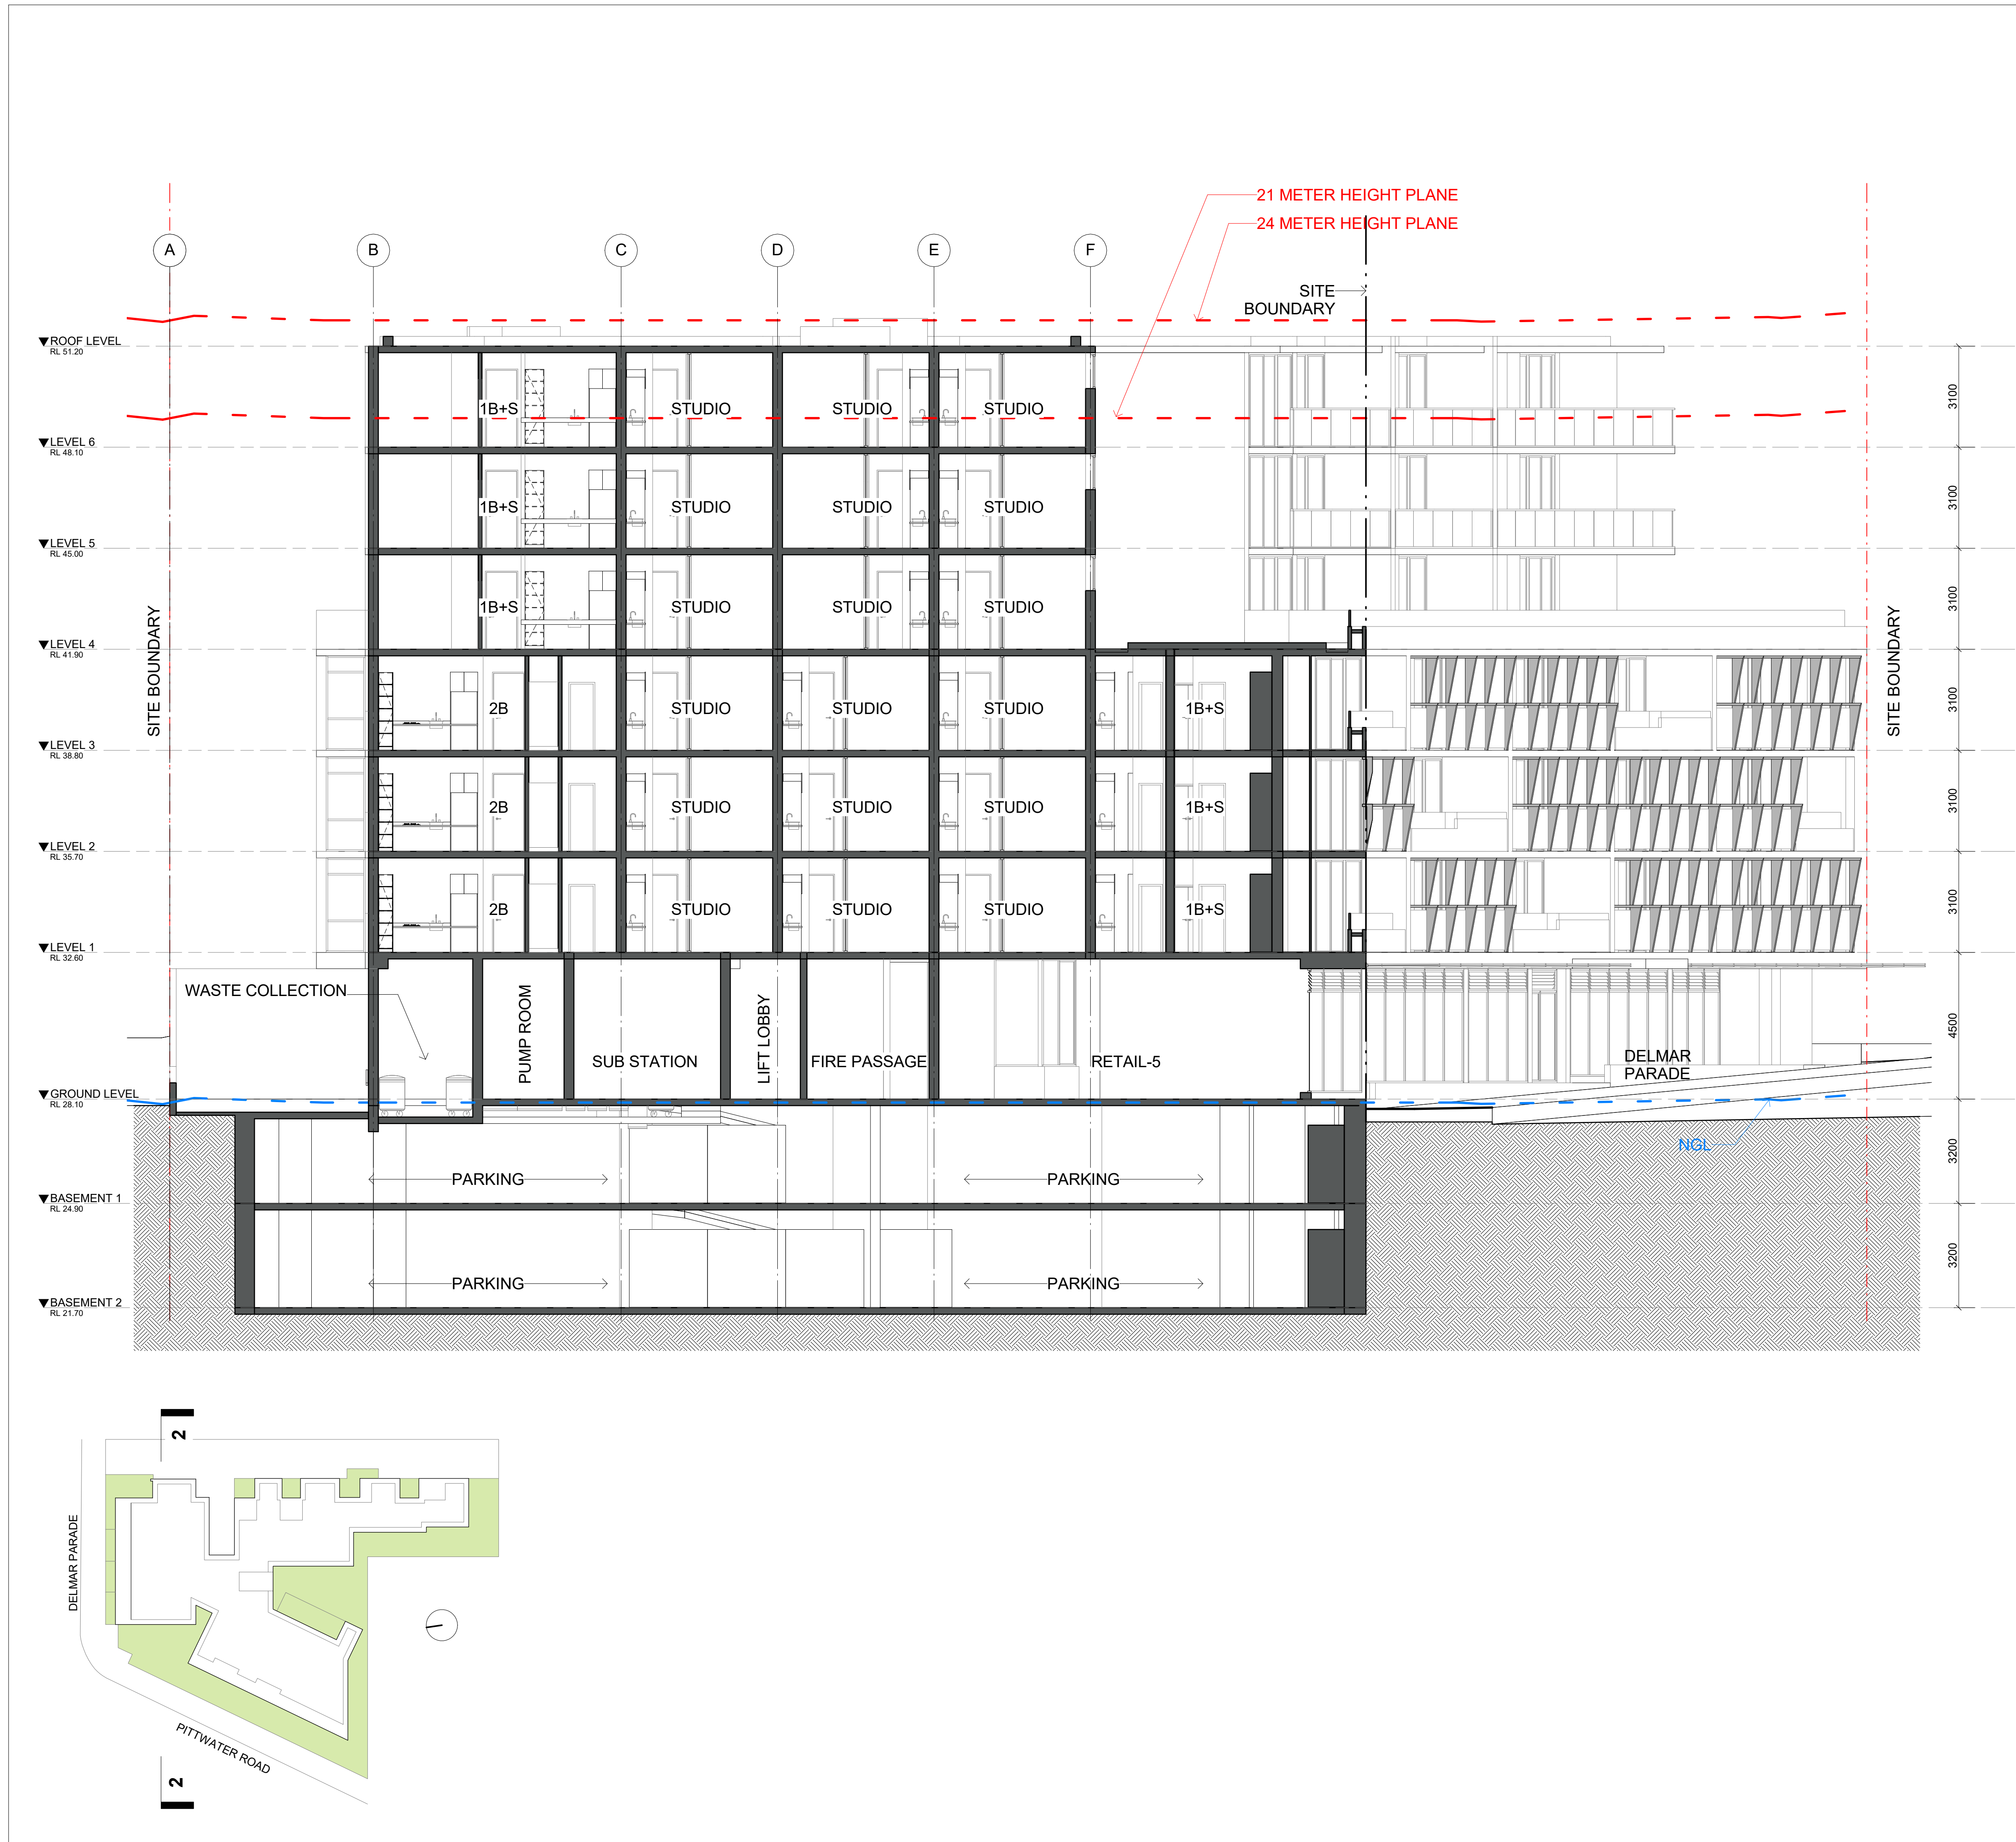 21 METER HEIGHT PLANE
24 METER HEIGHT PLANE
A
B
C
D
E
F
SITE
BOUNDARY
ROOF LEVEL
RL 51.20
3100
1B+S
STUDIO
STUDIO
STUDIO
LEVEL 6
RL 48.10
3100
1B+S
STUDIO
STUDIO
STUDIO
LEVEL 5
RL 45.00
3100
1B+S
STUDIO
STUDIO
STUDIO
SITE BOUNDARY
SITE BOUNDARY
LEVEL 4
RL 41.90
3100
2B
STUDIO
STUDIO
STUDIO
1B+S
LEVEL 3
RL 38.80
3100
2B
STUDIO
STUDIO
STUDIO
1B+S
LEVEL 2
RL 35.70
3100
2B
STUDIO
STUDIO
STUDIO
1B+S
LEVEL 1
RL 32.60
4500
WASTE COLLECTION
PUMP ROOM
SUB STATION
LIFT LOBBY
FIRE PASSAGE
RETAIL-5
DELMAR
PARADE
GROUND LEVEL
RL 28.10
NGL
3200
PARKING
PARKING
BASEMENT 1
RL 24.90
3200
PARKING
PARKING
BASEMENT 2
RL 21.70
2
DELMAR PARADE
PITTWATER ROAD
2